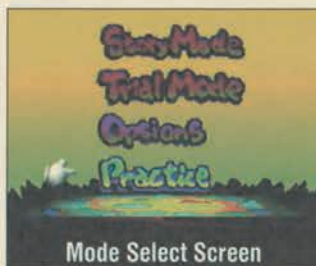 Story Mode
Trial Mode
Options
Practice
Mode Select Screen